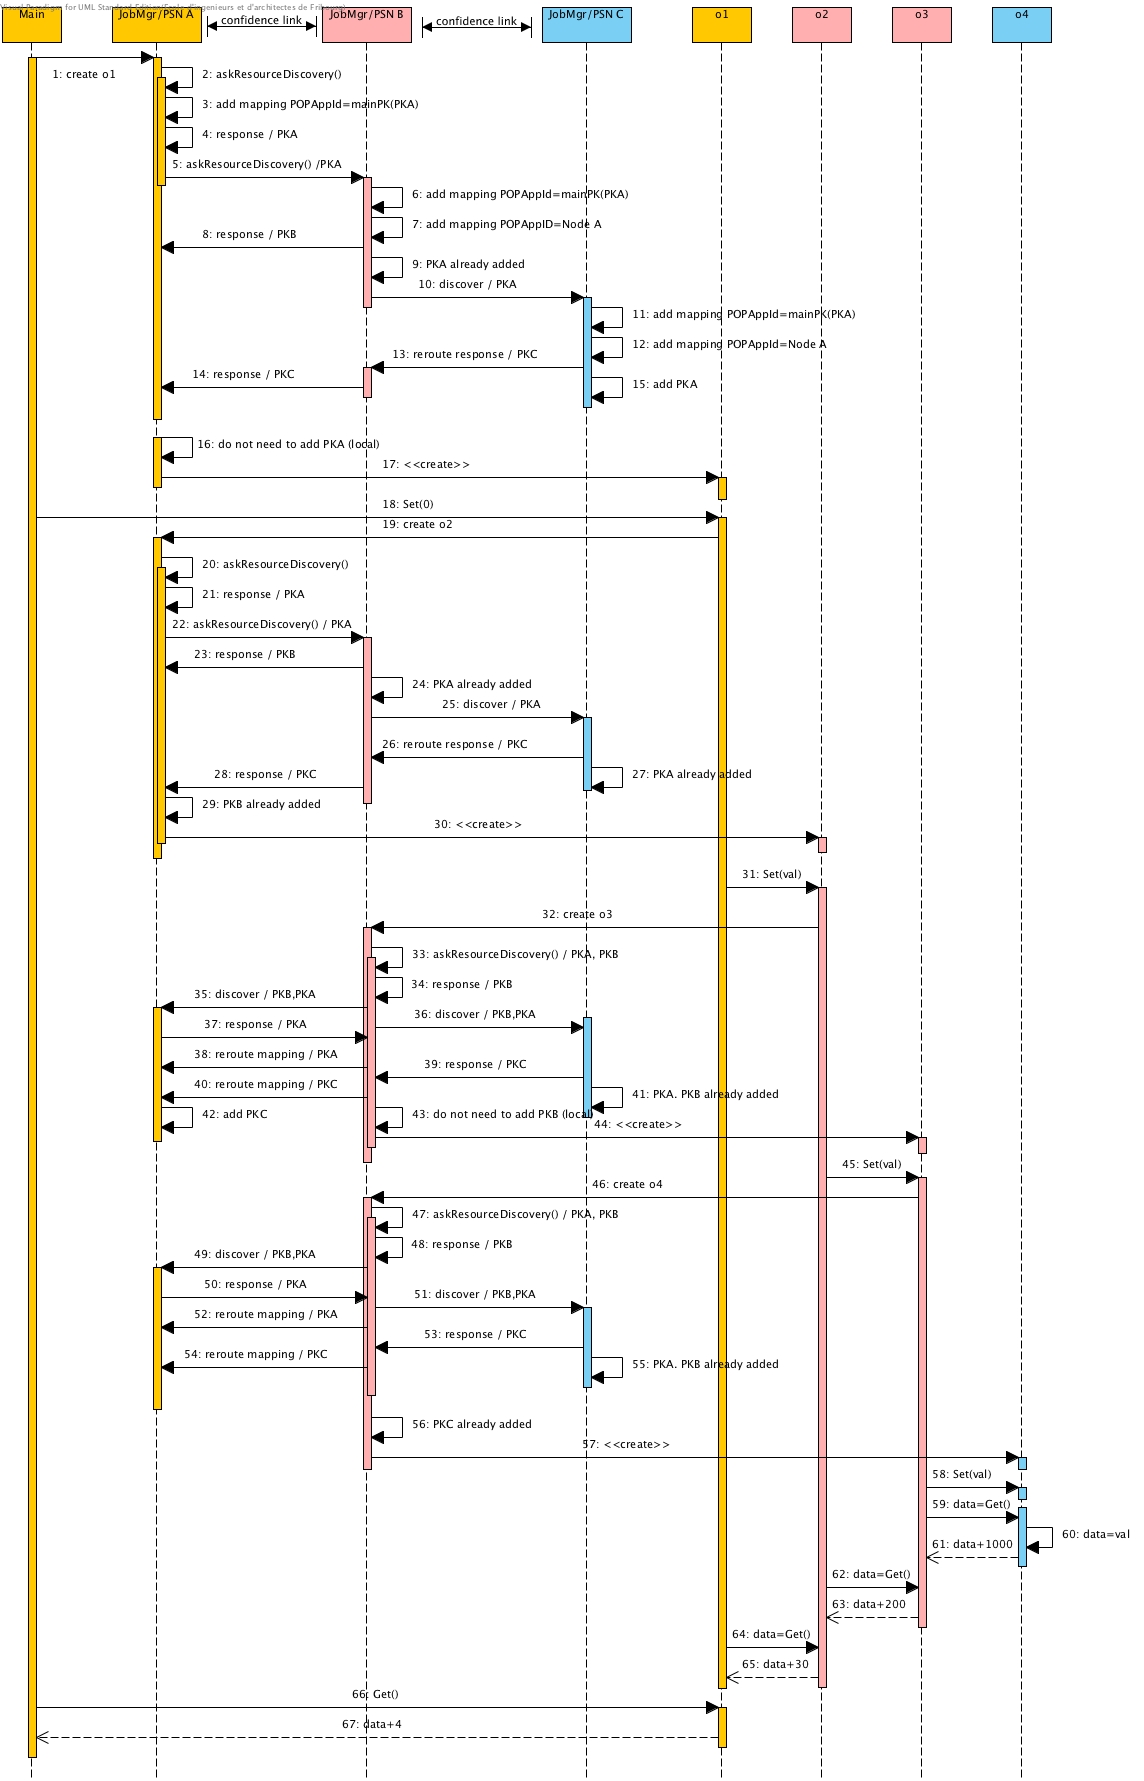 Visual Paradigm for UML Standard Edition(Ecole d'ingenieurs et d'architectes de Fribourg)
Main
JobMgr/PSN A
confidence link
JobMgr/PSN B
confidence link
JobMgr/PSN C
o1
o2
o3
o4
1: create o1
2: askResourceDiscovery()
3: add mapping POPAppId=mainPK(PKA)
4: response / PKA
5: askResourceDiscovery() /PKA
6: add mapping POPAppId=mainPK(PKA)
7: add mapping POPAppID=Node A
8: response / PKB
9: PKA already added
10: discover / PKA
11: add mapping POPAppId=mainPK(PKA)
12: add mapping POPAppId=Node A
13: reroute response / PKC
14: response / PKC
15: add PKA
16: do not need to add PKA (local)
17: <<create>>
18: Set(0)
19: create o2
20: askResourceDiscovery()
21: response / PKA
22: askResourceDiscovery() / PKA
23: response / PKB
24: PKA already added
25: discover / PKA
26: reroute response / PKC
27: PKA already added
28: response / PKC
29: PKB already added
30: <<create>>
31: Set(val)
32: create o3
33: askResourceDiscovery() / PKA, PKB
34: response / PKB
35: discover / PKB,PKA
36: discover / PKB,PKA
37: response / PKA
38: reroute mapping / PKA
39: response / PKC
40: reroute mapping / PKC
41: PKA. PKB already added
42: add PKC
43: do not need to add PKB (local)
44: <<create>>
45: Set(val)
46: create o4
47: askResourceDiscovery() / PKA, PKB
48: response / PKB
49: discover / PKB,PKA
50: response / PKA
51: discover / PKB,PKA
52: reroute mapping / PKA
53: response / PKC
54: reroute mapping / PKC
55: PKA. PKB already added
56: PKC already added
57: <<create>>
58: Set(val)
59: data=Get()
60: data=val
61: data+1000
62: data=Get()
63: data+200
64: data=Get()
65: data+30
66: Get()
67: data+4